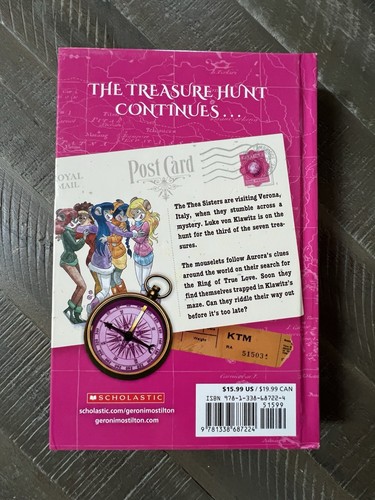 THE TREASURE HUNT
CONTINUES...
OYAL
MAIL
Post Card
The Thea Sisters are visiting Verona,
Italy, when they stumble across a
mystery. Luke von Klawitz is on the
hunt for the third of the seven trea-
sures.
The mouselets follow Aurora's clues
around the world on their search for
the Ring of True Love. Soon they
find themselves trapped in Klawitz's
maze. Can they riddle their way out
before it's too late?
KTM
515031
SCHOLASTIC
scholastic.com/geronimostilton
geronimostilton.com
$15.99 US / $19.99 CAN
ISBN 978-1-338-68722-4
51599
9 781338 687224